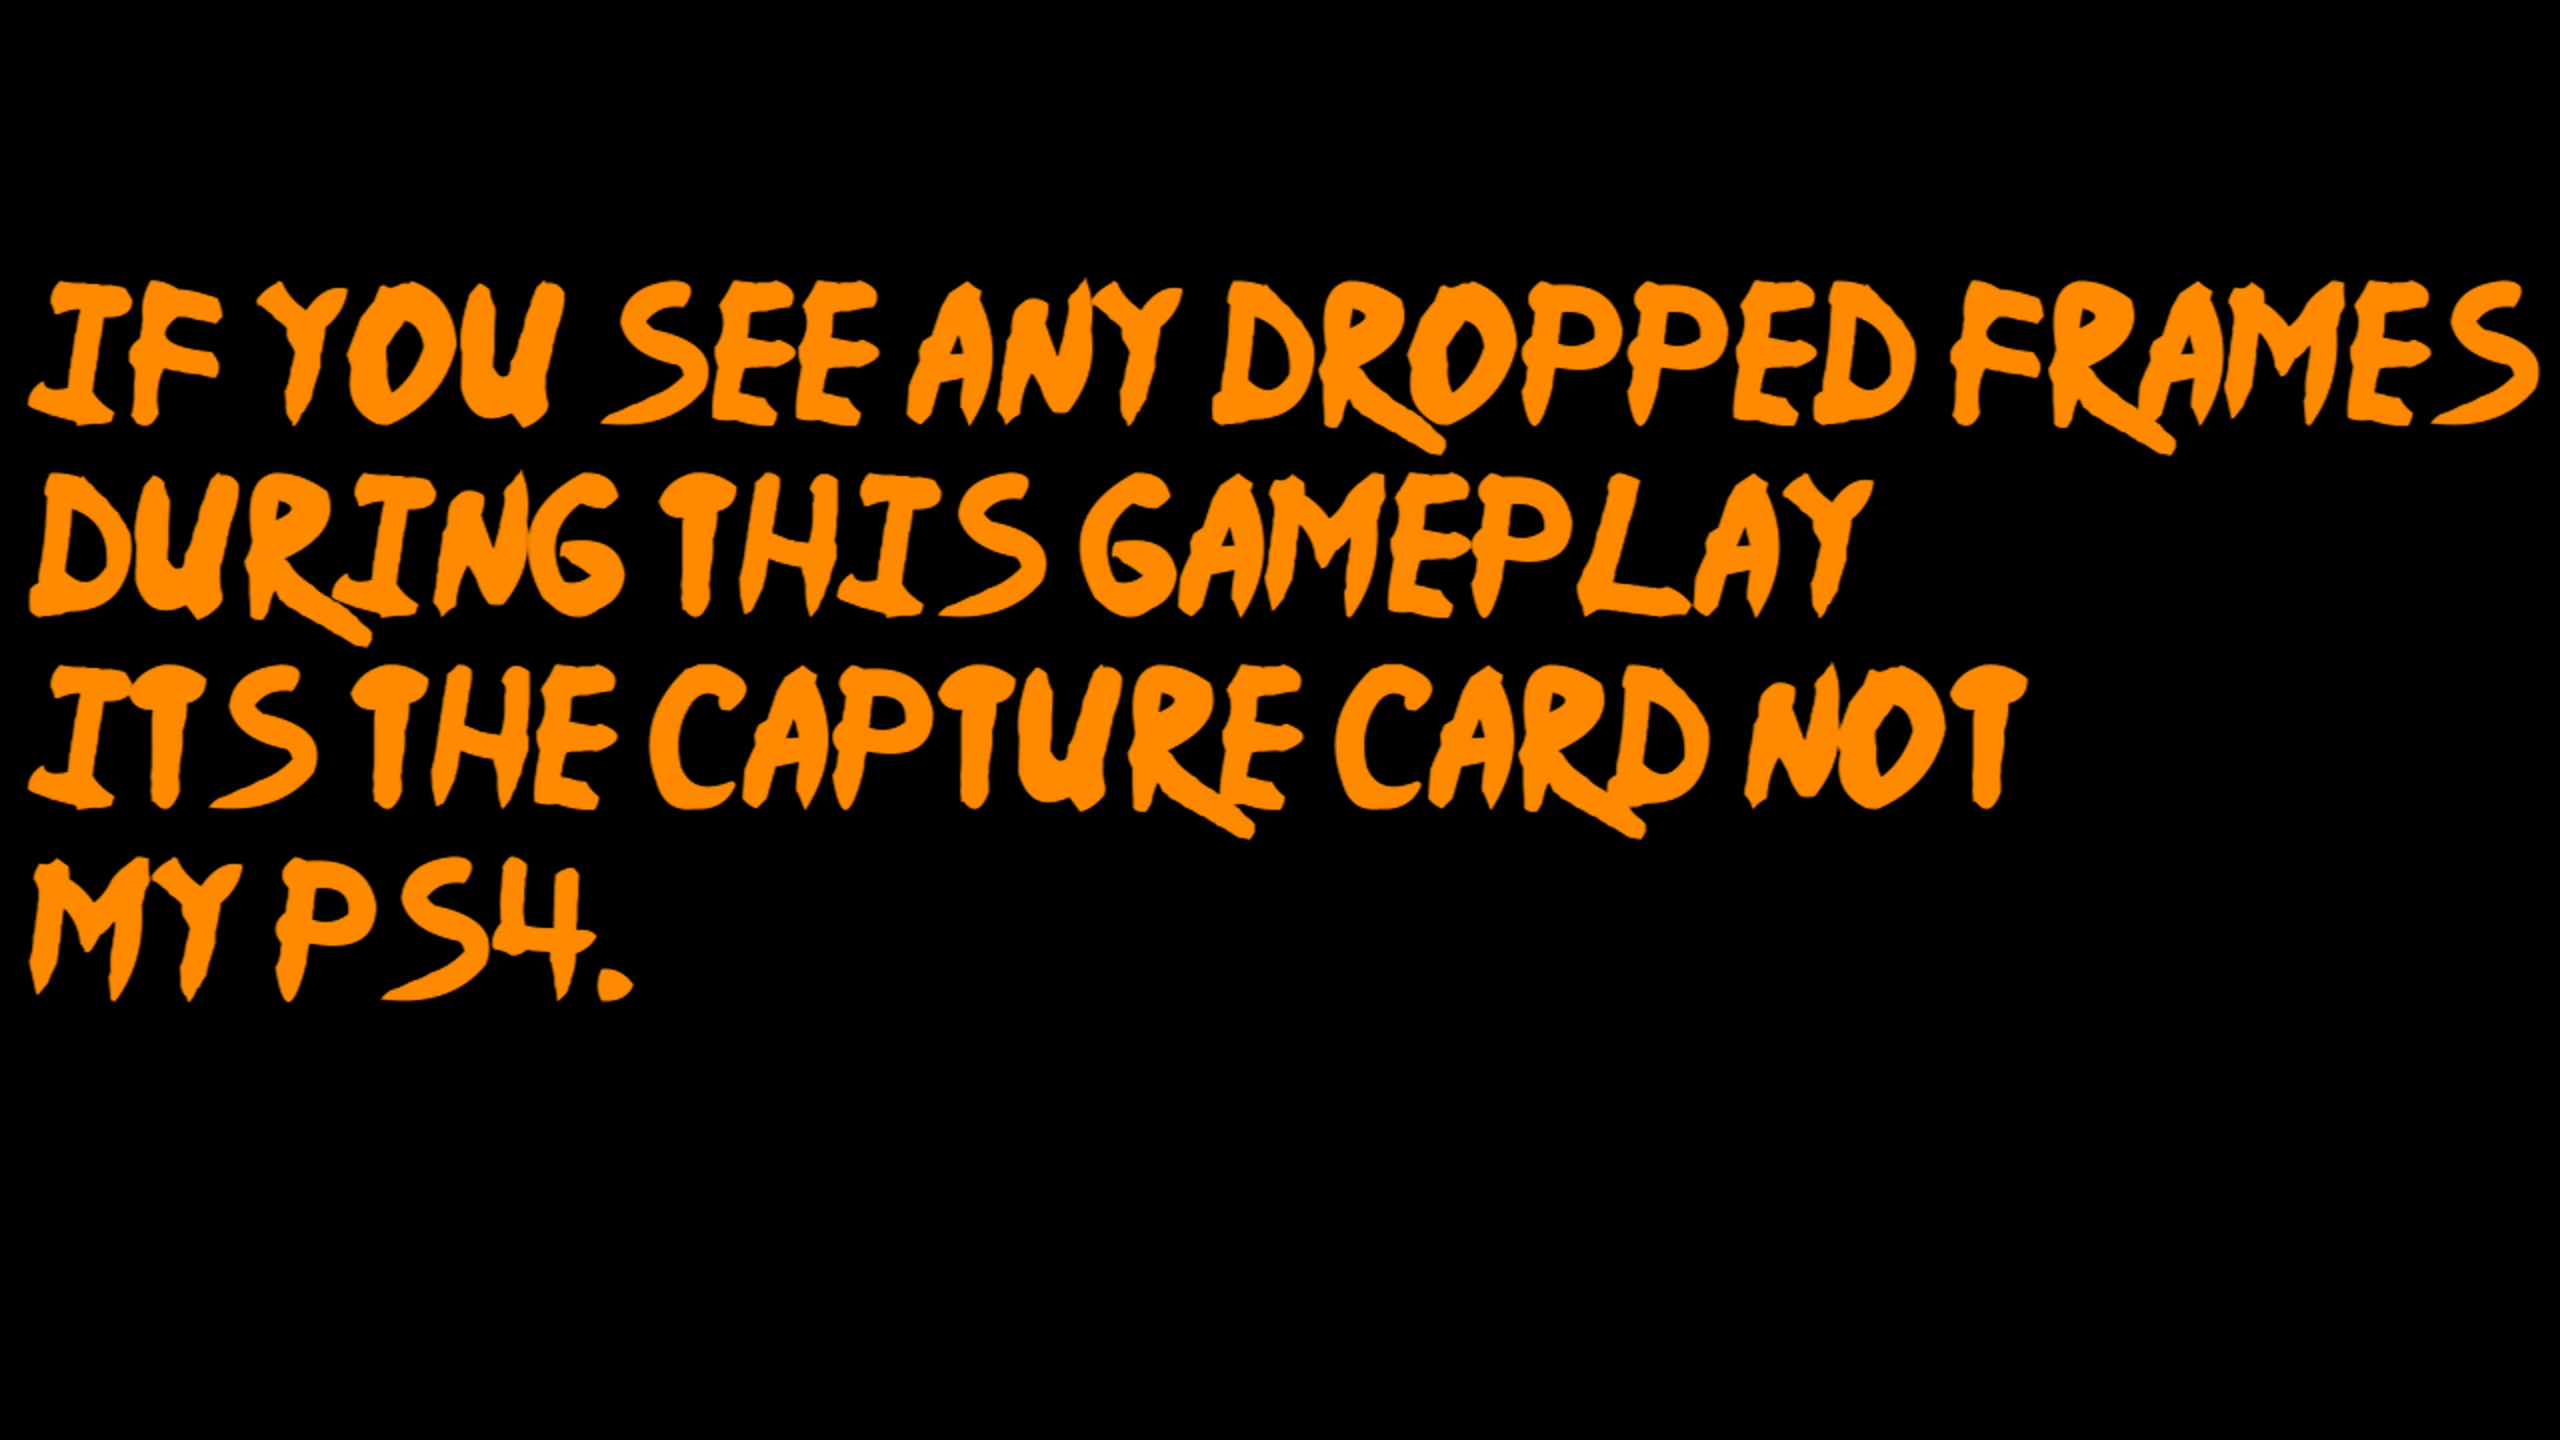 IF YOU SEE ANY DROPPED FRAMES
DURING THIS GAMEPLAY
ITS THE CAPTURE CARD NOT
MY PS4.